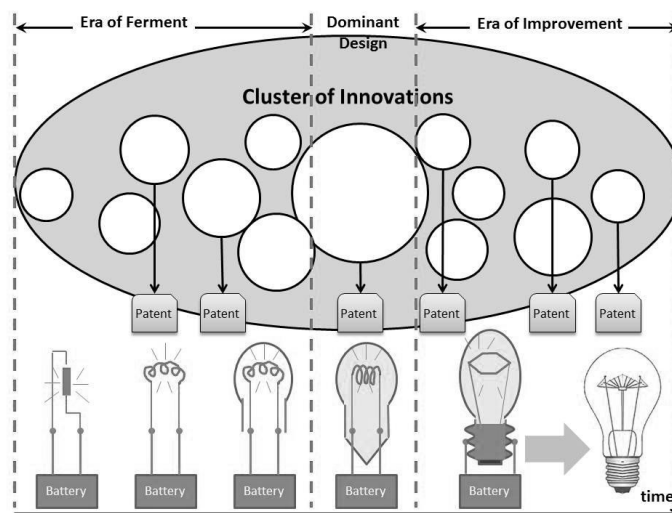 Era of Ferment
Dominant
Design
Era of Improvement
Cluster of Innovations
Patent
Patent
Patent
Patent
Patent
Patent
Battery
Battery
Battery
Battery
Battery
time